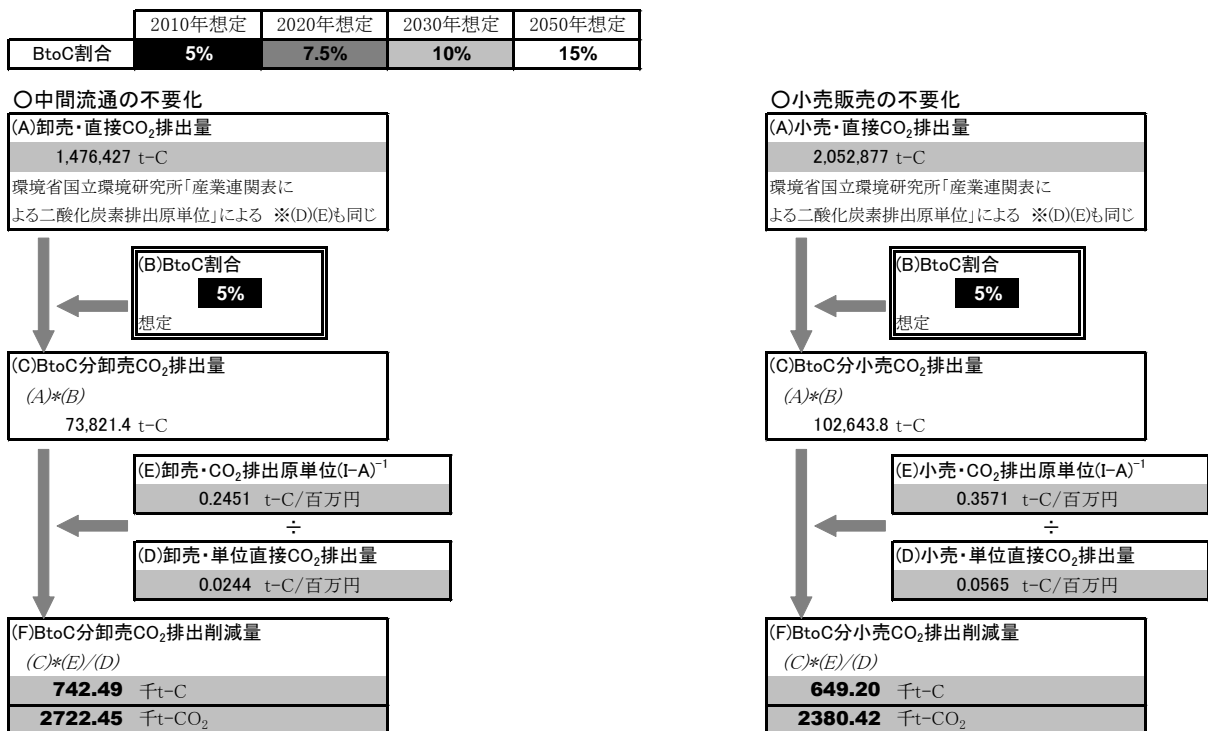 2010年想定 2020年想定 2030年想定 2050年想定
BtoC割合 5% 7.5% 10% 15%
○中間流通の不要化
(A)卸売・直接CO₂排出量
1,476,427 t-C
環境省国立環境研究所「産業連関表に
よる二酸化炭素排出原単位」による ※(D)(E)も同じ
(B)BtoC割合
5%
想定
(C)BtoC分卸売CO₂排出量
(A)*(B)
73,821.4 t-C
(E)卸売・CO₂排出原単位(I-A)⁻¹
0.2451 t-C/百万円
÷
(D)卸売・単位直接CO₂排出量
0.0244 t-C/百万円
(F)BtoC分卸売CO₂排出削減量
(C)*(E)/(D)
742.49 千t-C
2722.45 千t-CO₂
○小売販売の不要化
(A)小売・直接CO₂排出量
2,052,877 t-C
環境省国立環境研究所「産業連関表に
よる二酸化炭素排出原単位」による ※(D)(E)も同じ
(B)BtoC割合
5%
想定
(C)BtoC分小売CO₂排出量
(A)*(B)
102,643.8 t-C
(E)小売・CO₂排出原単位(I-A)⁻¹
0.3571 t-C/百万円
÷
(D)小売・単位直接CO₂排出量
0.0565 t-C/百万円
(F)BtoC分小売CO₂排出削減量
(C)*(E)/(D)
649.20 千t-C
2380.42 千t-CO₂